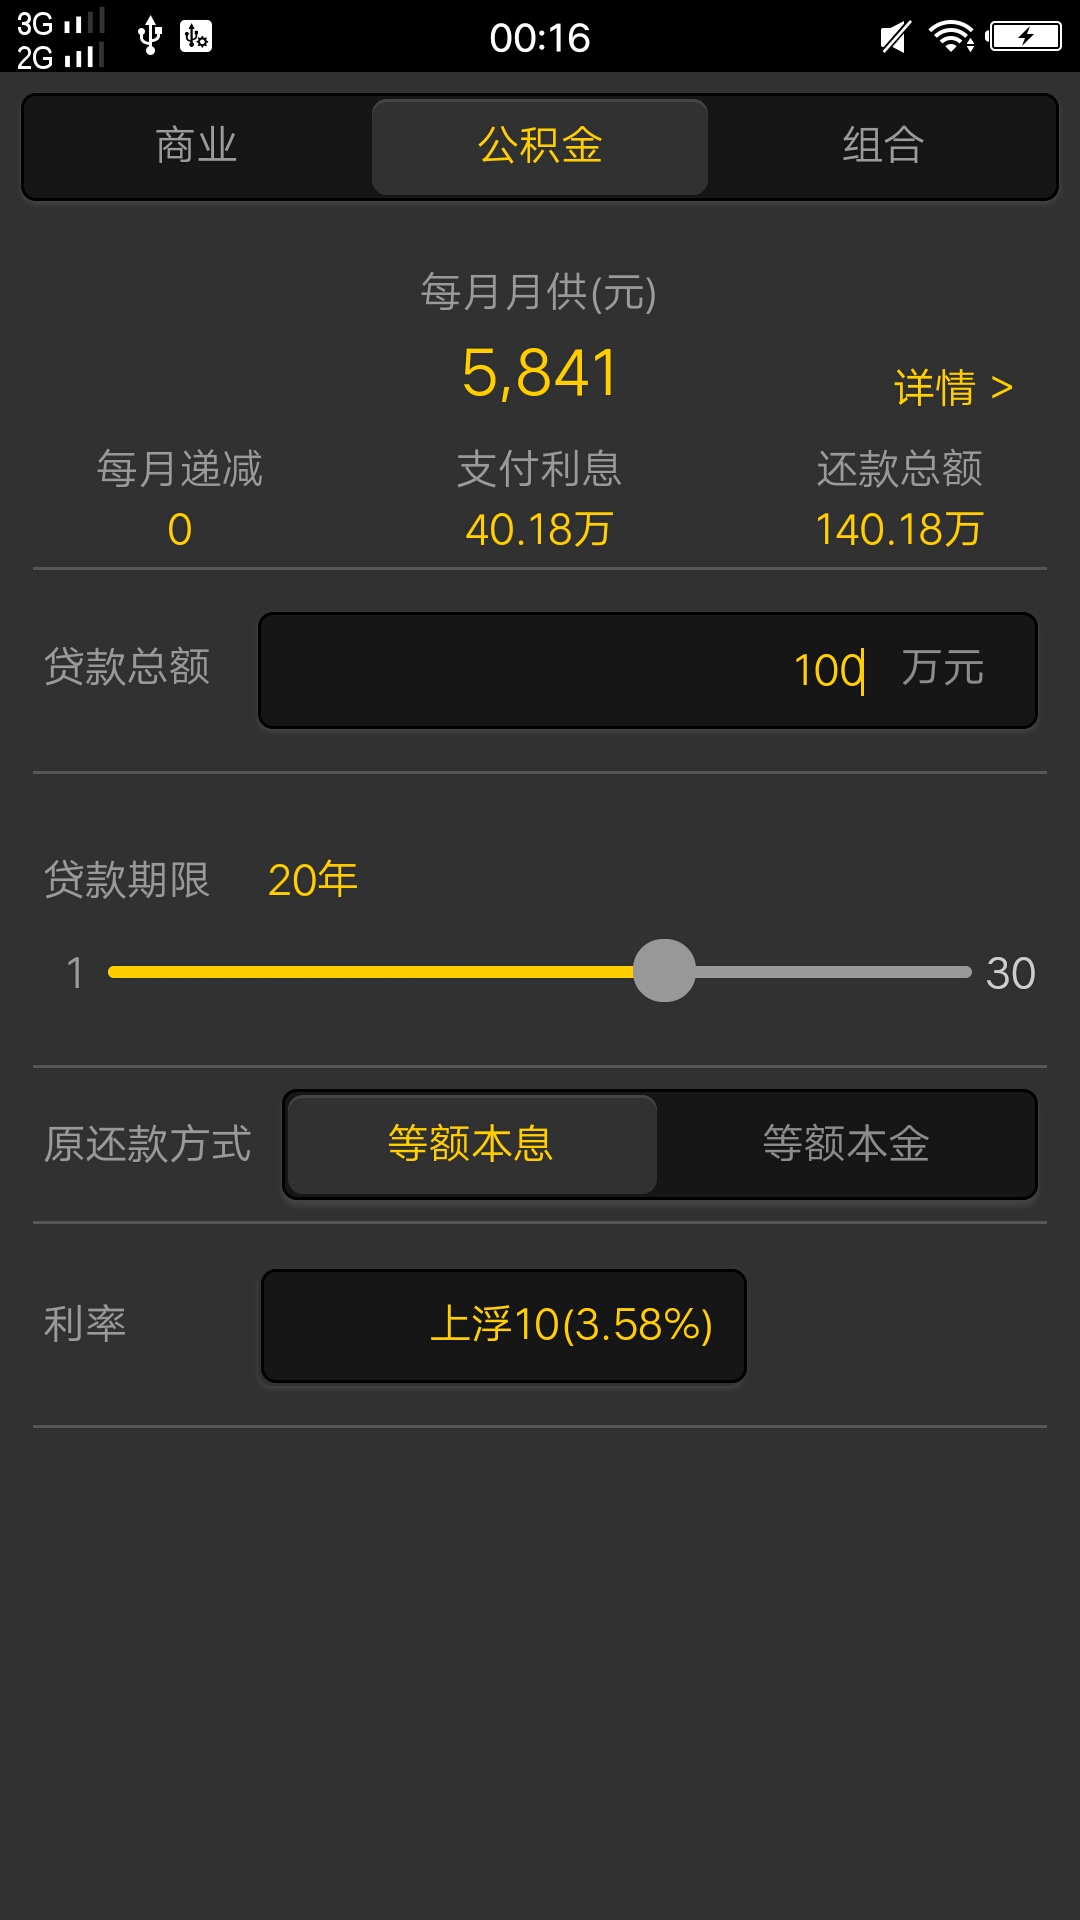 3G
2G
00:16
商业 公积金 组合
每月月供(元)
5,841
详情 >
每月递减 支付利息 还款总额
0 40.18万 140.18万
贷款总额 100 万元
贷款期限 20年
1 30
原还款方式 等额本息 等额本金
利率 上浮10(3.58%)